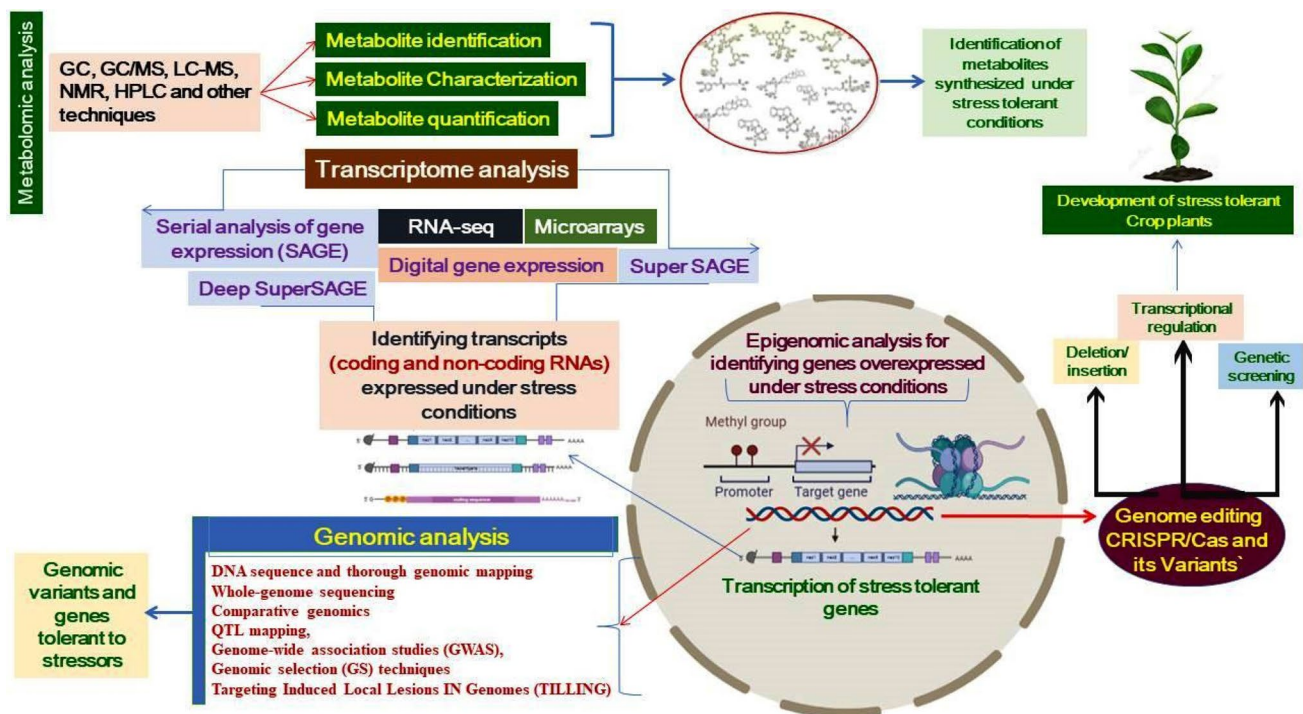 Metabolomic analysis
GC, GC/MS, LC-MS,
NMR, HPLC and other
techniques
Metabolite identification
Metabolite Characterization
Metabolite quantification
Identification of
metabolites
synthesized under
stress tolerant
conditions
Development of stress tolerant
Crop plants
Transcriptome analysis
Serial analysis of gene
expression (SAGE)
RNA-seq
Microarrays
Digital gene expression
Super SAGE
Deep SuperSAGE
Identifying transcripts
(coding and non-coding RNAs)
expressed under stress
conditions
AAAA
AAAA
coding sequence
Epigenomic analysis for
identifying genes overexpressed
under stress conditions
Methyl group
Promoter
Target gene
AAAA
Transcription of stress tolerant
genes
Transcriptional
regulation
Deletion/
insertion
Genetic
screening
Genome editing
CRISPR/Cas and
its Variants`
Genomic analysis
DNA sequence and thorough genomic mapping
Whole-genome sequencing
Comparative genomics
QTL mapping,
Genome-wide association studies (GWAS),
Genomic selection (GS) techniques
Targeting Induced Local Lesions IN Genomes (TILLING)
Genomic
variants and
genes
tolerant to
stressors